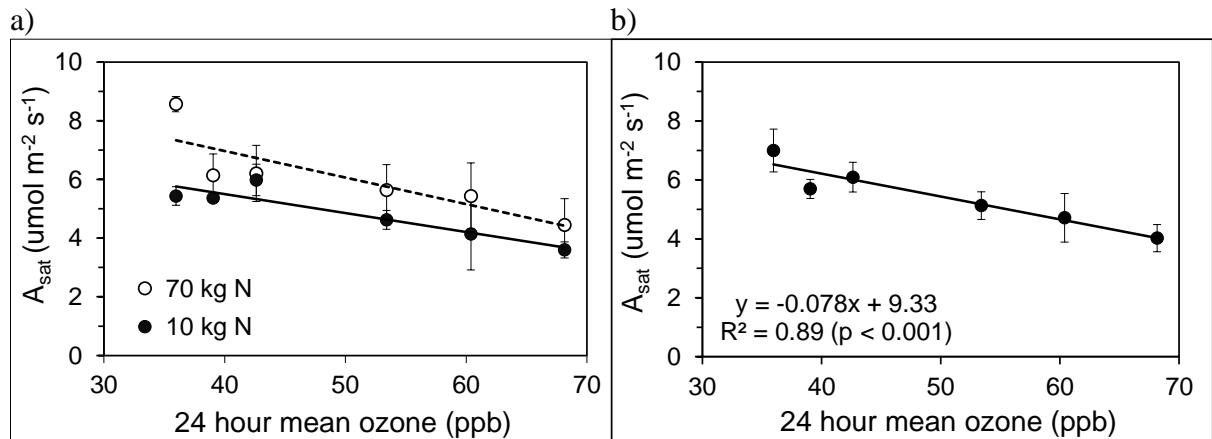 a)
10
8
6
4
2
0
A_sat (umol m^-2 s^-1)
70 kg N
10 kg N
30 40 50 60 70
24 hour mean ozone (ppb)
b)
10
8
6
4
2
0
A_sat (umol m^-2 s^-1)
y = -0.078x + 9.33
R² = 0.89 (p < 0.001)
30 40 50 60 70
24 hour mean ozone (ppb)